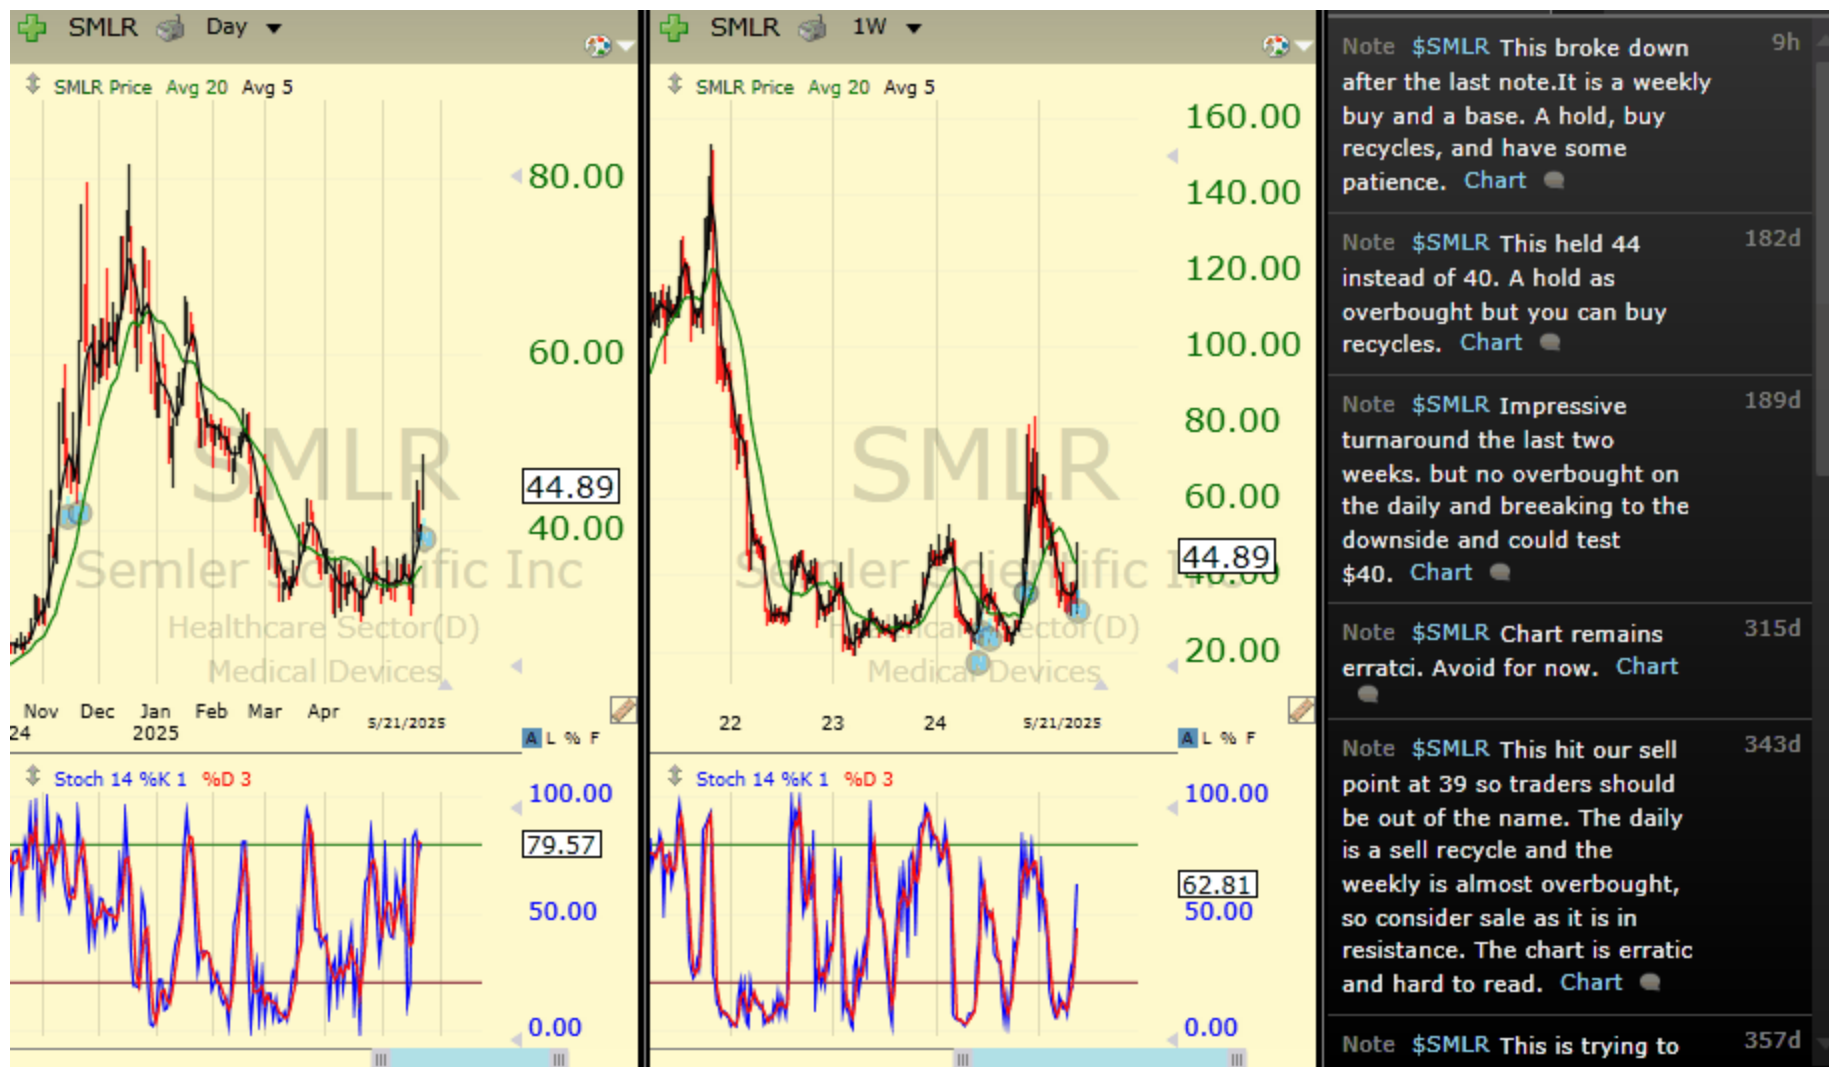 SMLR Day
SMLR Price Avg 20 Avg 5
80.00
60.00
44.89
40.00
SMLR
Semler Scientific Inc
Healthcare Sector(D)
Medical Devices
Nov Dec Jan Feb Mar Apr 5/21/2025
24 2025
A L % F
Stoch 14 %K 1 %D 3
100.00
79.57
50.00
0.00
SMLR 1W
SMLR Price Avg 20 Avg 5
160.00
140.00
120.00
100.00
80.00
60.00
44.89
40.00
20.00
SMLR
Semler Scientific Inc
Healthcare Sector(D)
Medical Devices
22 23 24 5/21/2025
A L % F
Stoch 14 %K 1 %D 3
100.00
62.81
50.00
0.00
Note $SMLR This broke down 9h
after the last note.It is a weekly
buy and a base. A hold, buy
recycles, and have some
patience. Chart
Note $SMLR This held 44 182d
instead of 40. A hold as
overbought but you can buy
recycles. Chart
Note $SMLR Impressive 189d
turnaround the last two
weeks. but no overbought on
the daily and breeaking to the
downside and could test
$40. Chart
Note $SMLR Chart remains 315d
erratci. Avoid for now. Chart
Note $SMLR This hit our sell 343d
point at 39 so traders should
be out of the name. The daily
is a sell recycle and the
weekly is almost overbought,
so consider sale as it is in
resistance. The chart is erratic
and hard to read. Chart
Note $SMLR This is trying to 357d